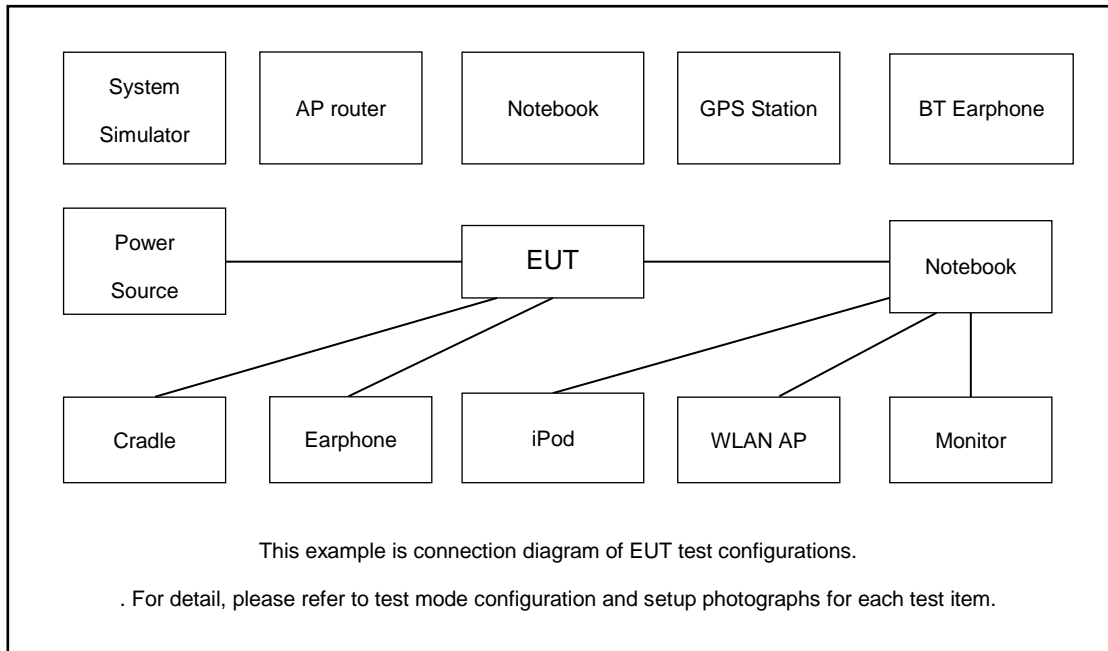 System
Simulator
AP router
Notebook
GPS Station
BT Earphone
Power
Source
EUT
Notebook
Cradle
Earphone
iPod
WLAN AP
Monitor
This example is connection diagram of EUT test configurations.
. For detail, please refer to test mode configuration and setup photographs for each test item.